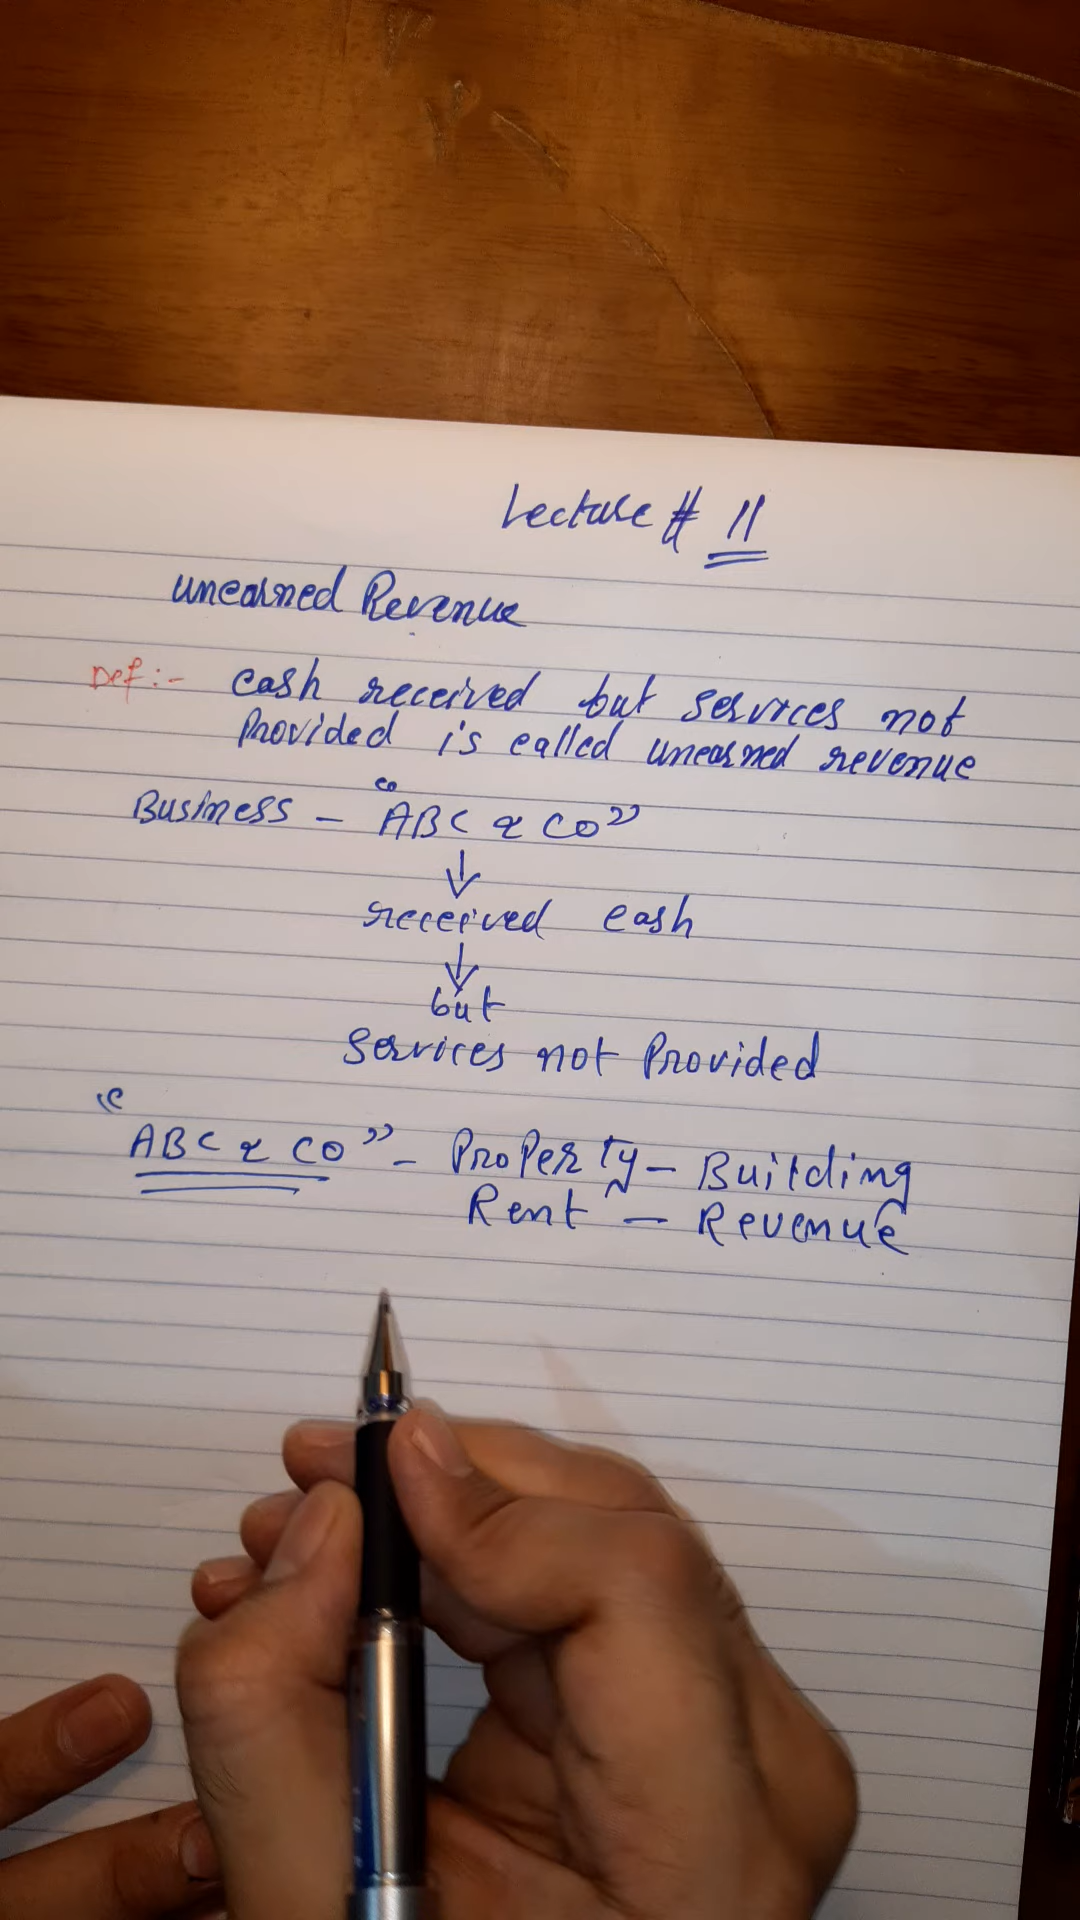 Lecture # 11
unearned Revenue
Def:- cash received but services not
Provided is called unearned revenue
Business - "ABC & CO"
↓
received cash
↓
but
Services not Provided
"ABC & CO" - Property - Building
Rent - Revenue